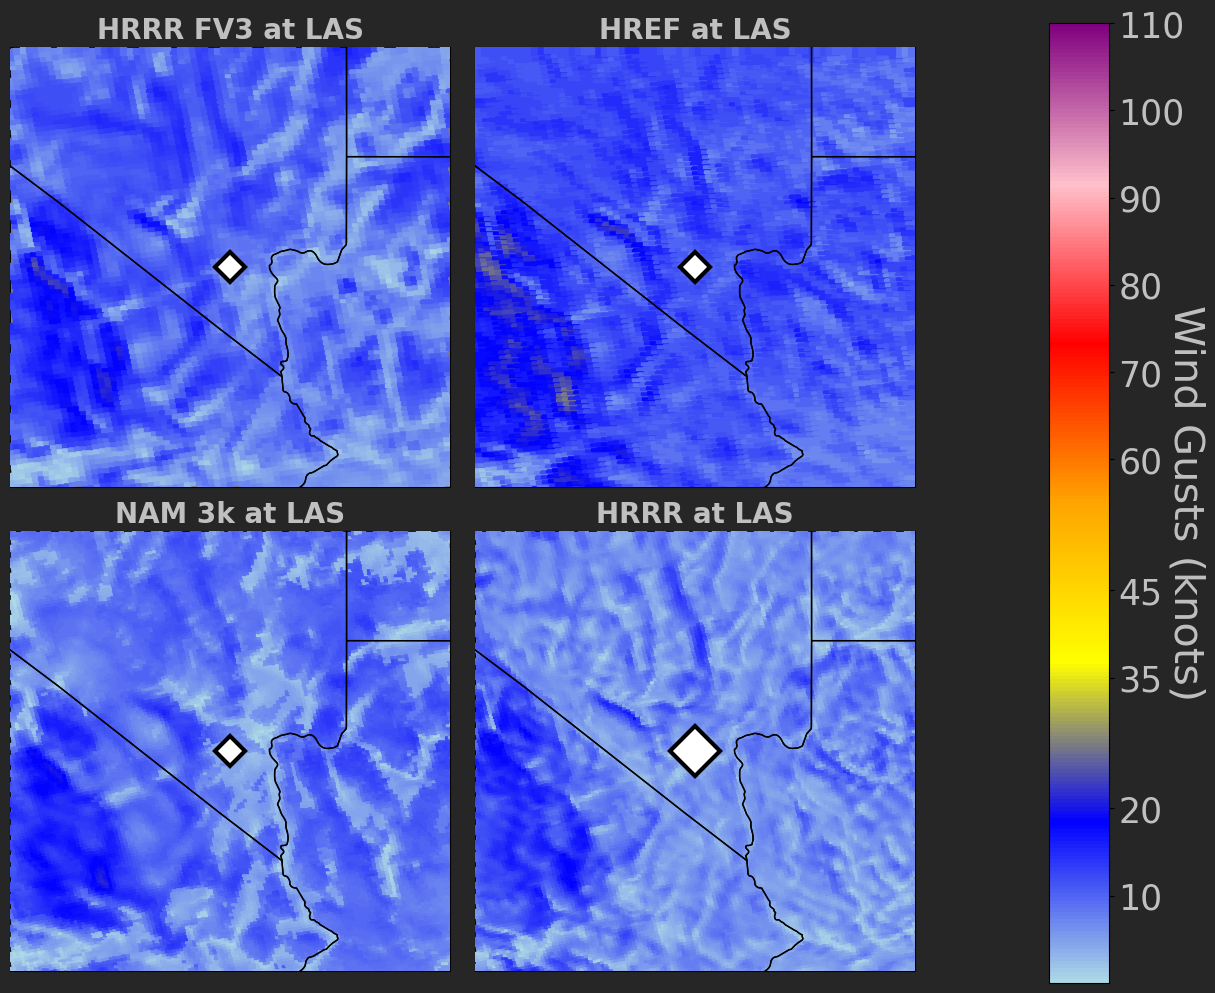 HRRR FV3 at LAS
HREF at LAS
NAM 3k at LAS
HRRR at LAS
110
100
90
80
70
60
45
35
20
10
Wind Gusts (knots)